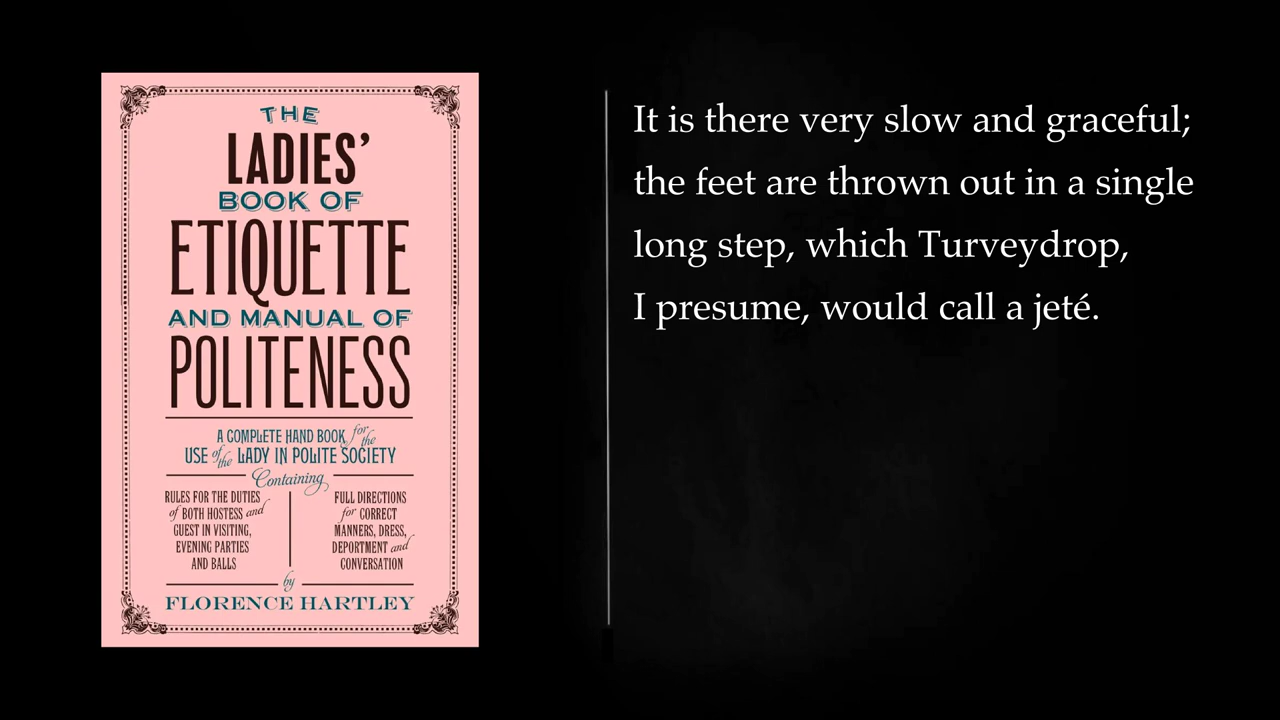 THE
LADIES'
BOOK OF
ETIQUETTE
AND MANUAL OF
POLITENESS
A COMPLETE HAND BOOK for the
USE of the LADY IN POLITE SOCIETY
Containing
RULES FOR THE DUTIES
of BOTH HOSTESS and
GUEST IN VISITING,
EVENING PARTIES
AND BALLS
FULL DIRECTIONS
for CORRECT
MANNERS, DRESS,
DEPORTMENT and
CONVERSATION
by
FLORENCE HARTLEY
It is there very slow and graceful;
the feet are thrown out in a single
long step, which Turveydrop,
I presume, would call a jeté.